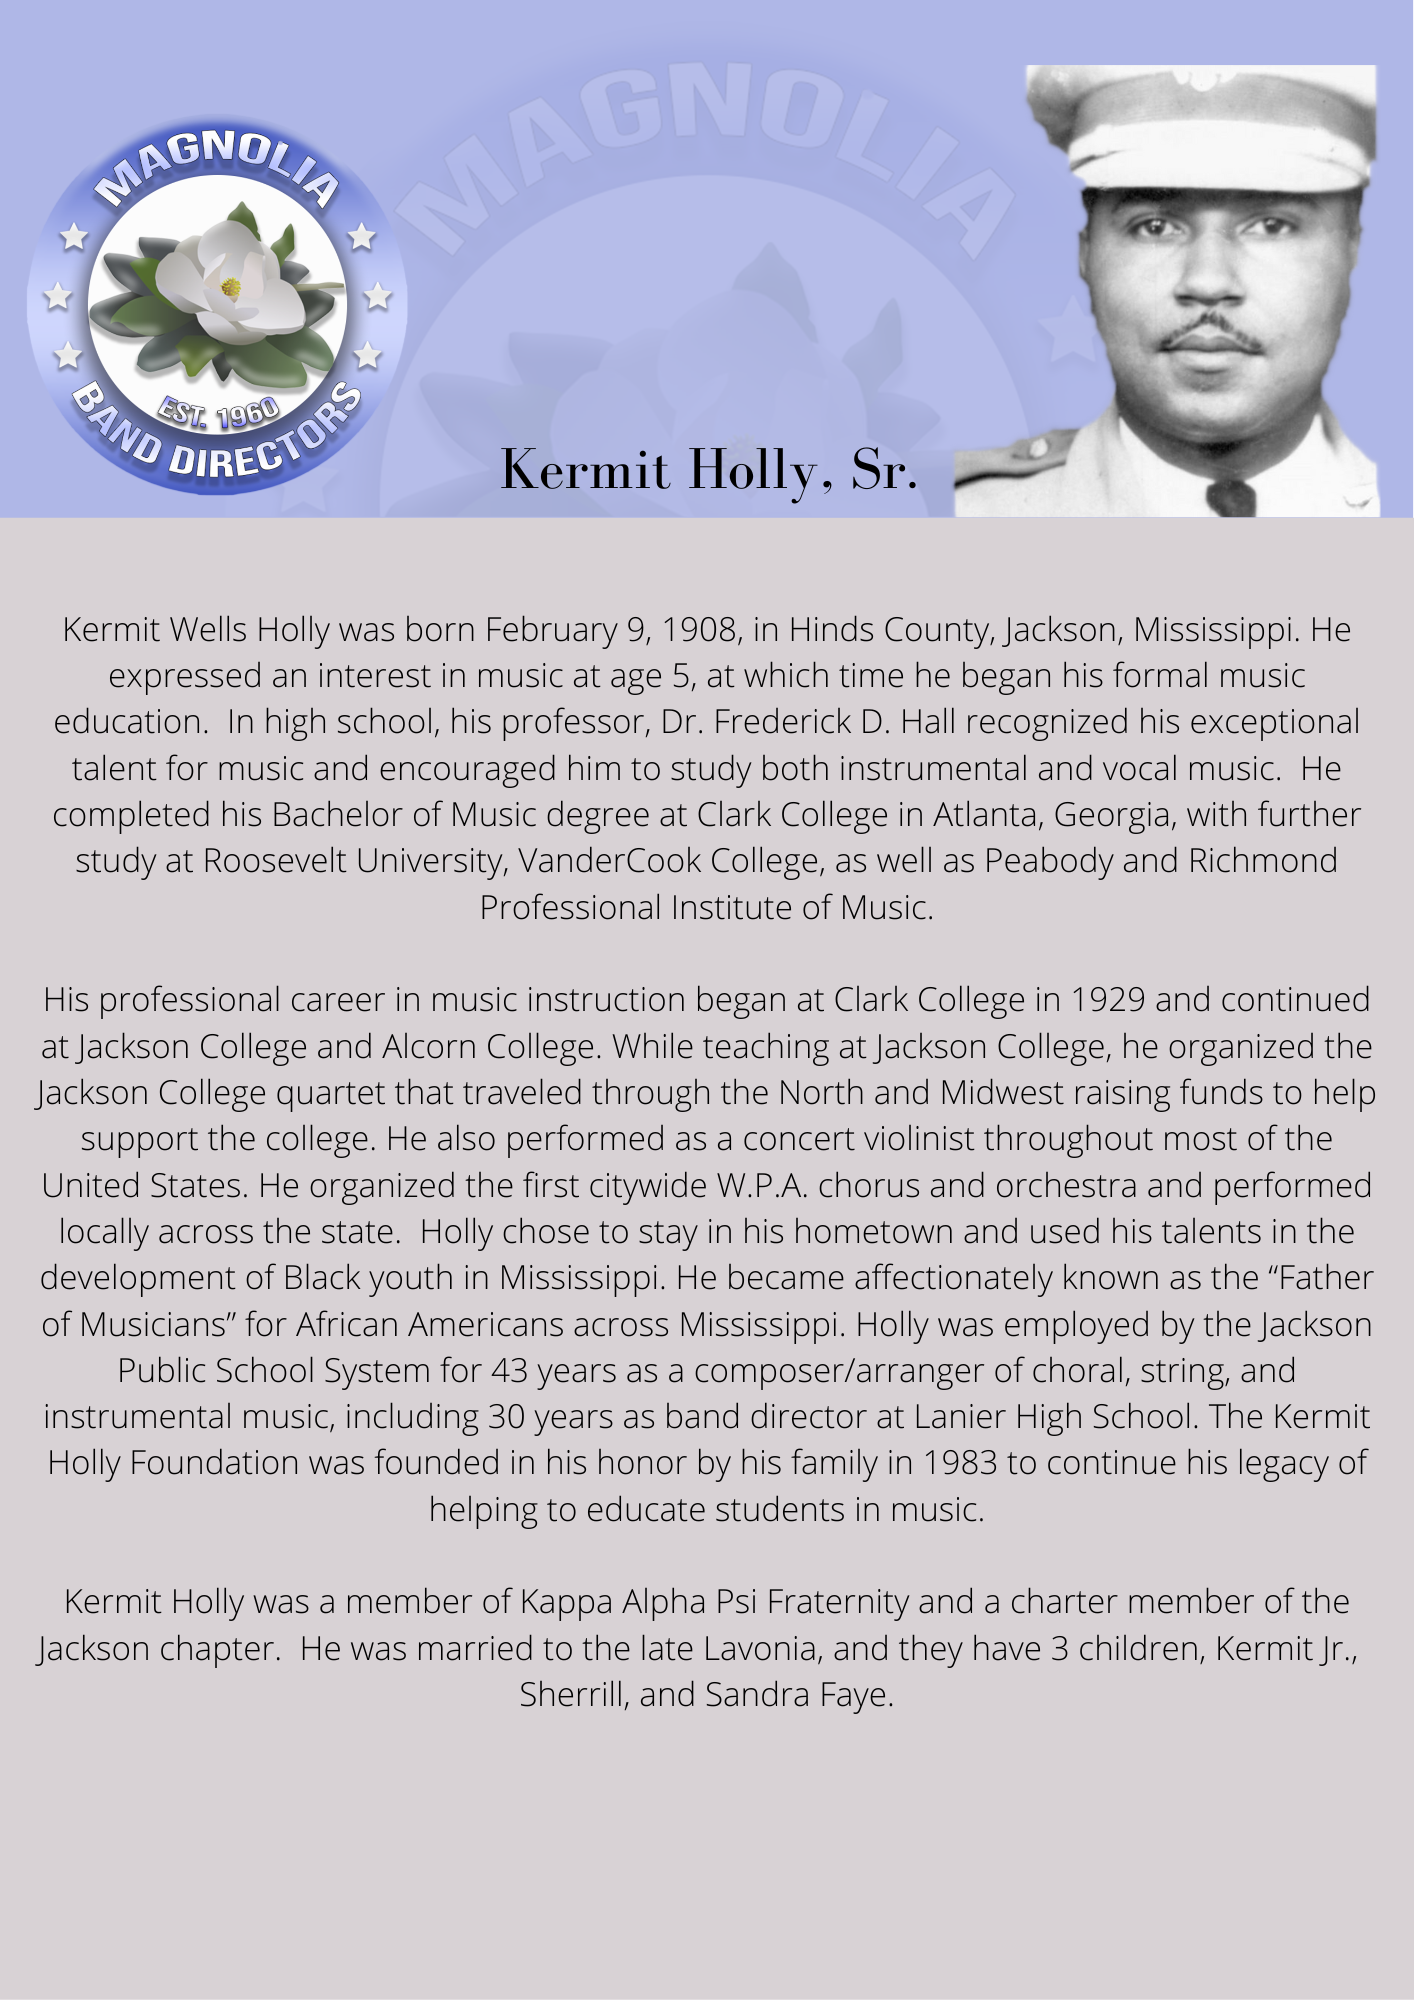 MAGNOLIA
MAGNOLIA
EST. 1960
BAND DIRECTORS
Kermit Holly, Sr.
Kermit Wells Holly was born February 9, 1908, in Hinds County, Jackson, Mississippi. He
expressed an interest in music at age 5, at which time he began his formal music
education.  In high school, his professor, Dr. Frederick D. Hall recognized his exceptional
talent for music and encouraged him to study both instrumental and vocal music.  He
completed his Bachelor of Music degree at Clark College in Atlanta, Georgia, with further
study at Roosevelt University, VanderCook College, as well as Peabody and Richmond
Professional Institute of Music.
His professional career in music instruction began at Clark College in 1929 and continued
at Jackson College and Alcorn College. While teaching at Jackson College, he organized the
Jackson College quartet that traveled through the North and Midwest raising funds to help
support the college. He also performed as a concert violinist throughout most of the
United States. He organized the first citywide W.P.A. chorus and orchestra and performed
locally across the state.  Holly chose to stay in his hometown and used his talents in the
development of Black youth in Mississippi. He became affectionately known as the “Father
of Musicians” for African Americans across Mississippi. Holly was employed by the Jackson
Public School System for 43 years as a composer/arranger of choral, string, and
instrumental music, including 30 years as band director at Lanier High School. The Kermit
Holly Foundation was founded in his honor by his family in 1983 to continue his legacy of
helping to educate students in music.
Kermit Holly was a member of Kappa Alpha Psi Fraternity and a charter member of the
Jackson chapter.  He was married to the late Lavonia, and they have 3 children, Kermit Jr.,
Sherrill, and Sandra Faye.